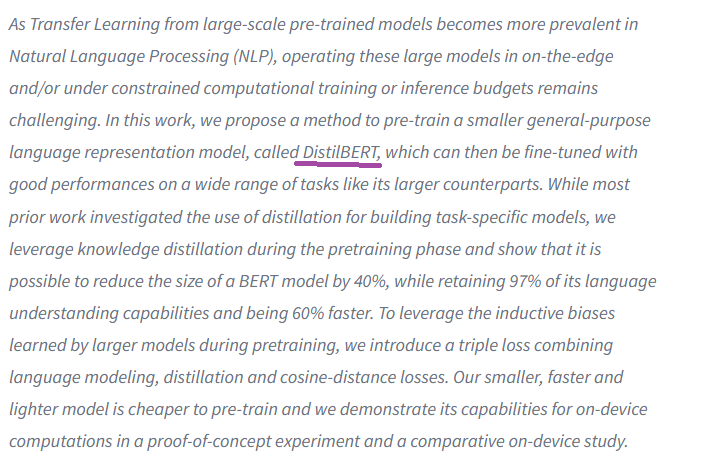 As Transfer Learning from large-scale pre-trained models becomes more prevalent in
Natural Language Processing (NLP), operating these large models in on-the-edge
and/or under constrained computational training or inference budgets remains
challenging. In this work, we propose a method to pre-train a smaller general-purpose
language representation model, called DistilBERT, which can then be fine-tuned with
good performances on a wide range of tasks like its larger counterparts. While most
prior work investigated the use of distillation for building task-specific models, we
leverage knowledge distillation during the pretraining phase and show that it is
possible to reduce the size of a BERT model by 40%, while retaining 97% of its language
understanding capabilities and being 60% faster. To leverage the inductive biases
learned by larger models during pretraining, we introduce a triple loss combining
language modeling, distillation and cosine-distance losses. Our smaller, faster and
lighter model is cheaper to pre-train and we demonstrate its capabilities for on-device
computations in a proof-of-concept experiment and a comparative on-device study.